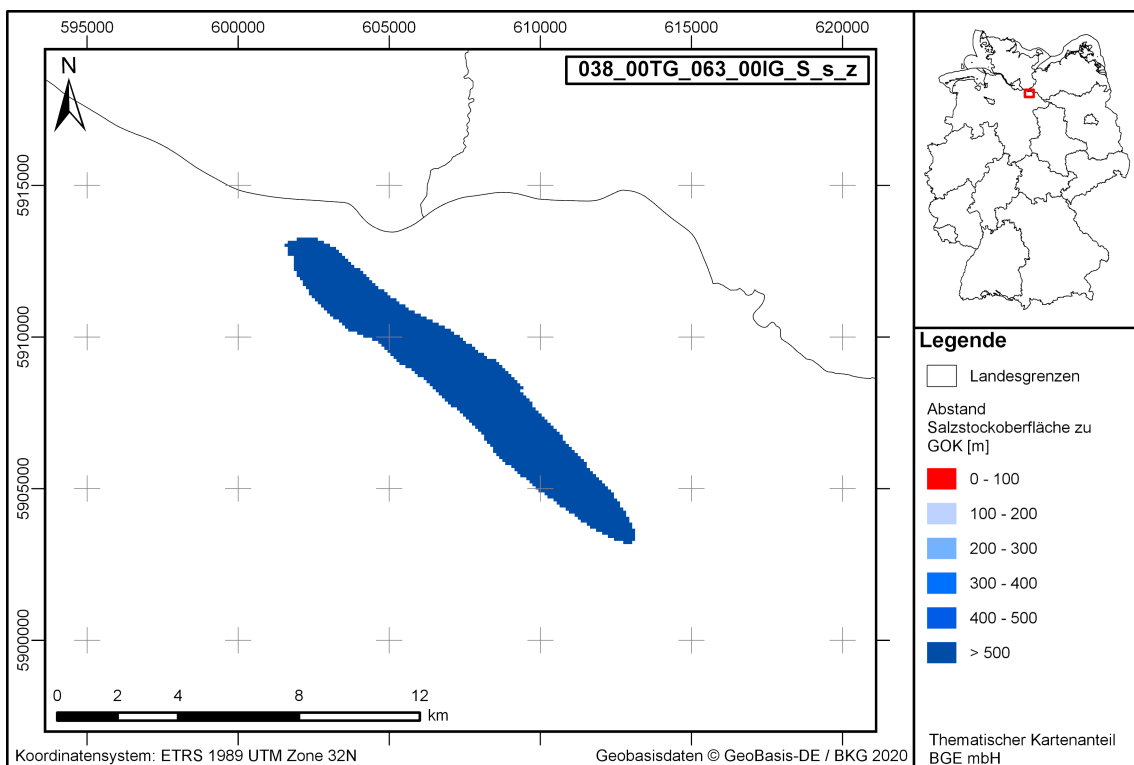 595000
600000
605000
610000
615000
620000
038_00TG_063_00IG_S_s_z
N
5915000
5910000
5905000
5900000
0
2
4
8
12
km
Koordinatensystem: ETRS 1989 UTM Zone 32N
Geobasisdaten © GeoBasis-DE / BKG 2020
Legende
Landesgrenzen
Abstand
Salzstockoberfläche zu
GOK [m]
0 - 100
100 - 200
200 - 300
300 - 400
400 - 500
> 500
Thematischer Kartenanteil
BGE mbH